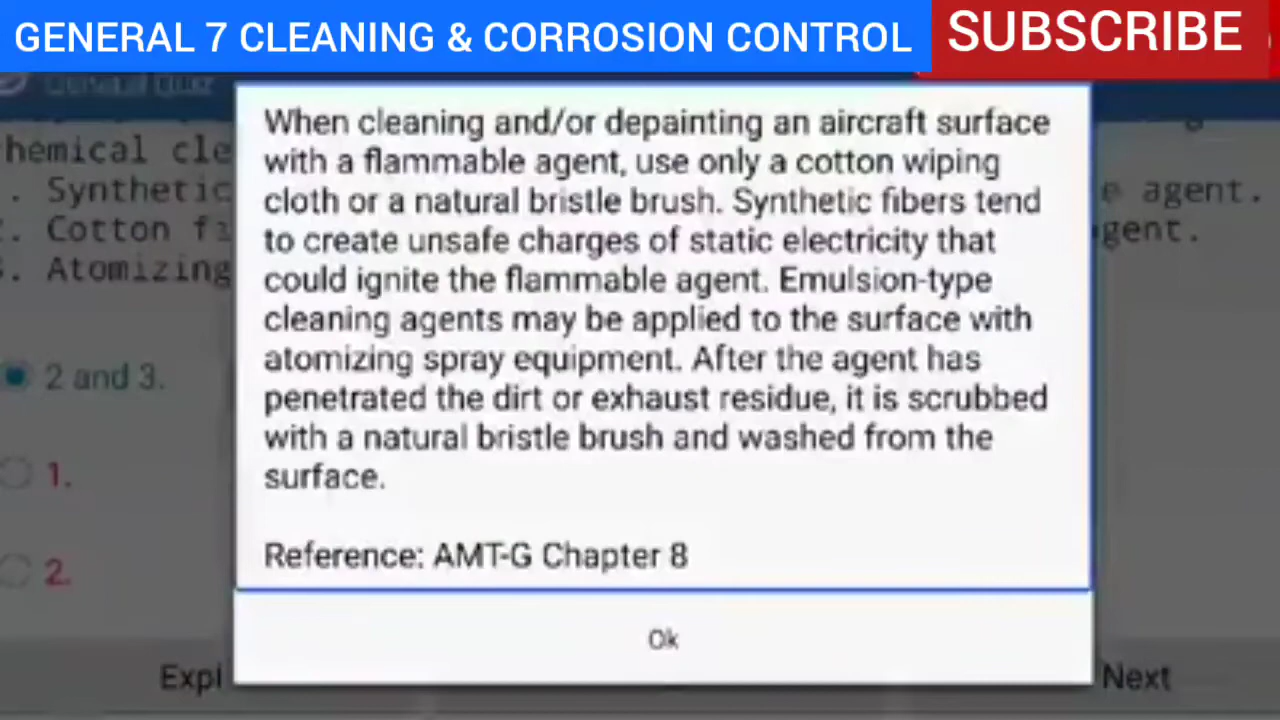 GENERAL 7 CLEANING & CORROSION CONTROL
SUBSCRIBE
When cleaning and/or depainting an aircraft surface
with a flammable agent, use only a cotton wiping
cloth or a natural bristle brush. Synthetic fibers tend
to create unsafe charges of static electricity that
could ignite the flammable agent. Emulsion-type
cleaning agents may be applied to the surface with
atomizing spray equipment. After the agent has
penetrated the dirt or exhaust residue, it is scrubbed
with a natural bristle brush and washed from the
surface.
Reference: AMT-G Chapter 8
Ok
hemical cle
. Synthetic
agent.
. Cotton
gent.
. Atomizing
2 and 3.
1.
2.
Expl
Next